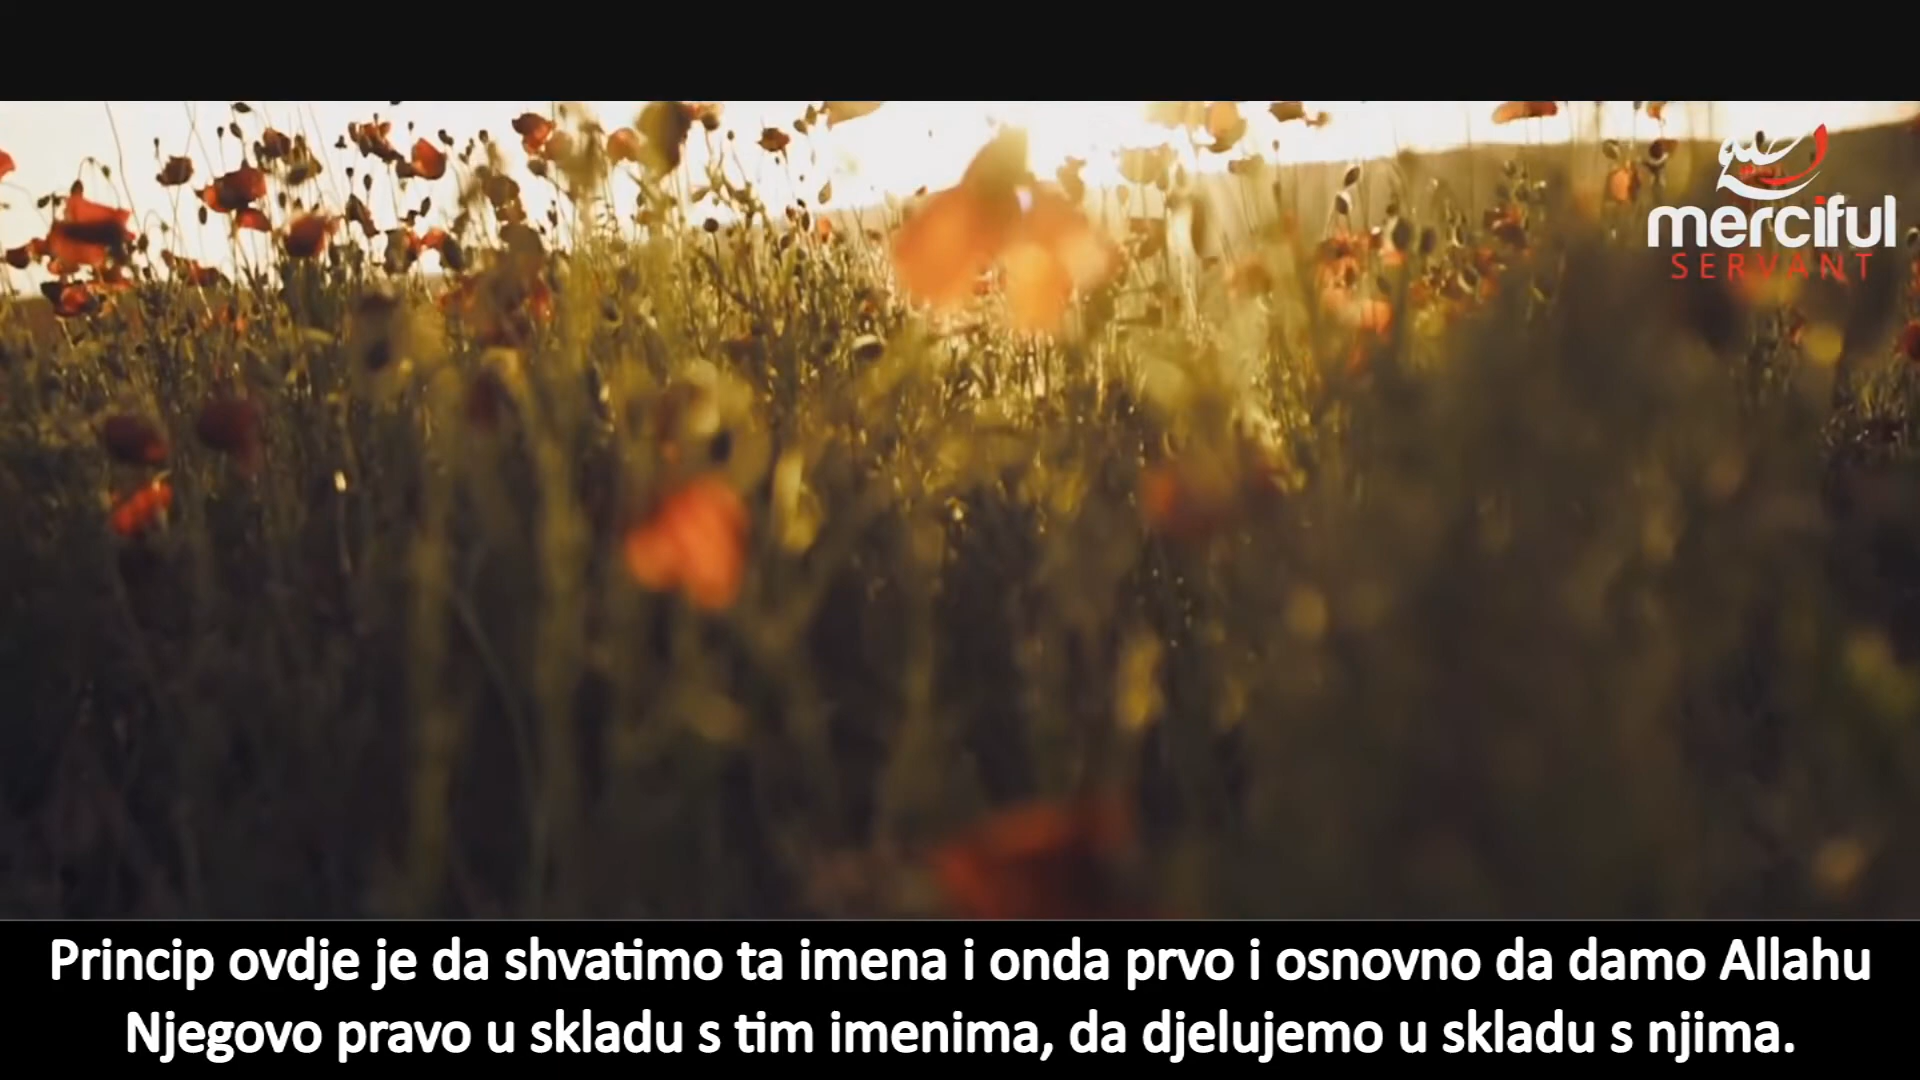 merciful
SERVANT
Princip ovdje je da shvatimo ta imena i onda prvo i osnovno da damo Allahu
Njegovo pravo u skladu s tim imenima, da djelujemo u skladu s njima.